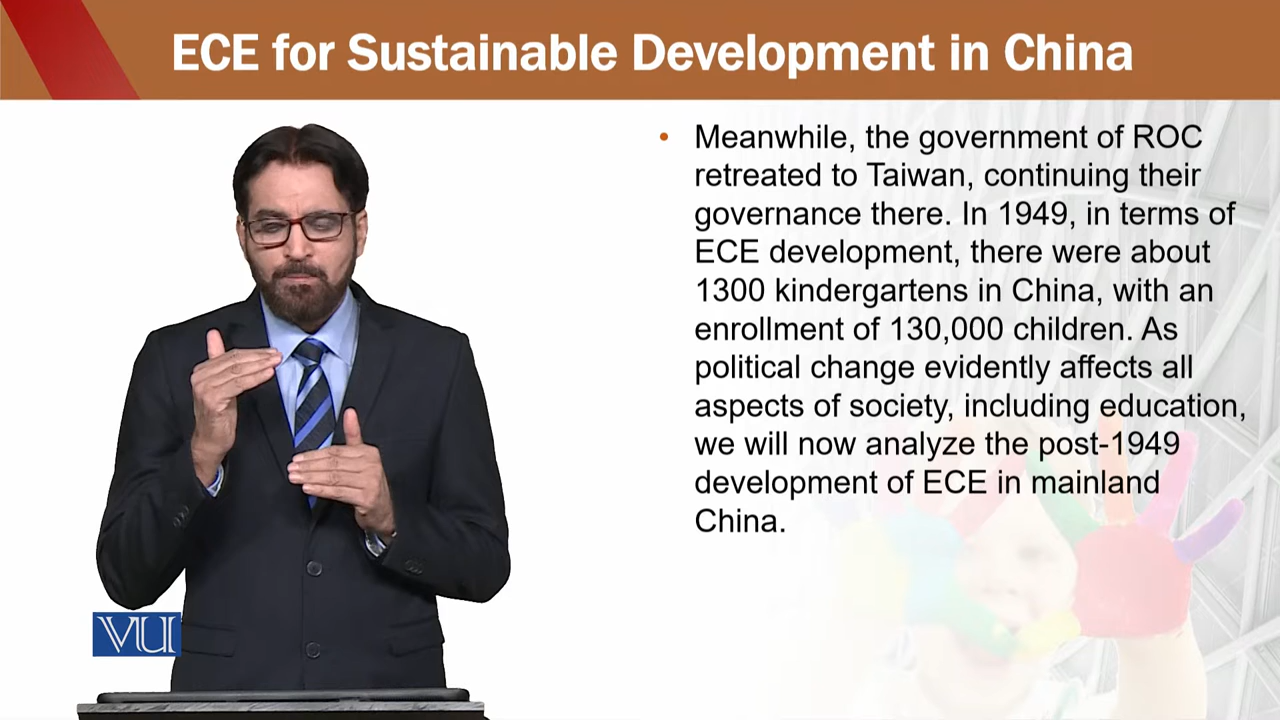 ECE for Sustainable Development in China
• Meanwhile, the government of ROC
retreated to Taiwan, continuing their
governance there. In 1949, in terms of
ECE development, there were about
1300 kindergartens in China, with an
enrollment of 130,000 children. As
political change evidently affects all
aspects of society, including education,
we will now analyze the post-1949
development of ECE in mainland
China.
VU